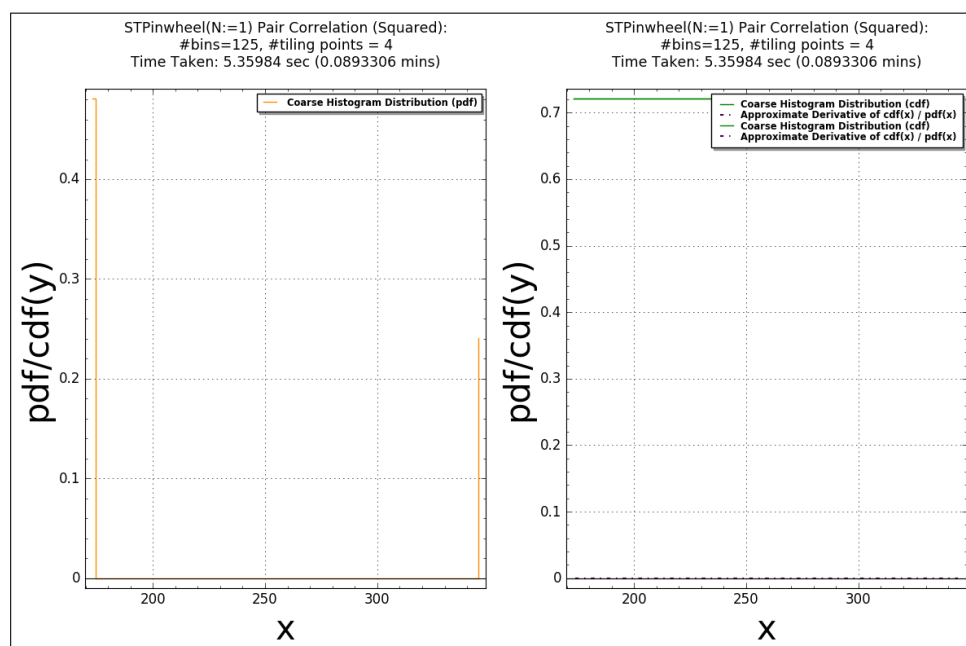 STPinwheel(N:=1) Pair Correlation (Squared):
#bins=125, #tiling points = 4
Time Taken: 5.35984 sec (0.0893306 mins)
Coarse Histogram Distribution (pdf)
0.4
0.3
0.2
0.1
0
200
250
300
pdf/cdf(y)
x
STPinwheel(N:=1) Pair Correlation (Squared):
#bins=125, #tiling points = 4
Time Taken: 5.35984 sec (0.0893306 mins)
Coarse Histogram Distribution (cdf)
Approximate Derivative of cdf(x) / pdf(x)
Coarse Histogram Distribution (cdf)
Approximate Derivative of cdf(x) / pdf(x)
0.7
0.6
0.5
0.4
0.3
0.2
0.1
0
200
250
300
pdf/cdf(y)
x